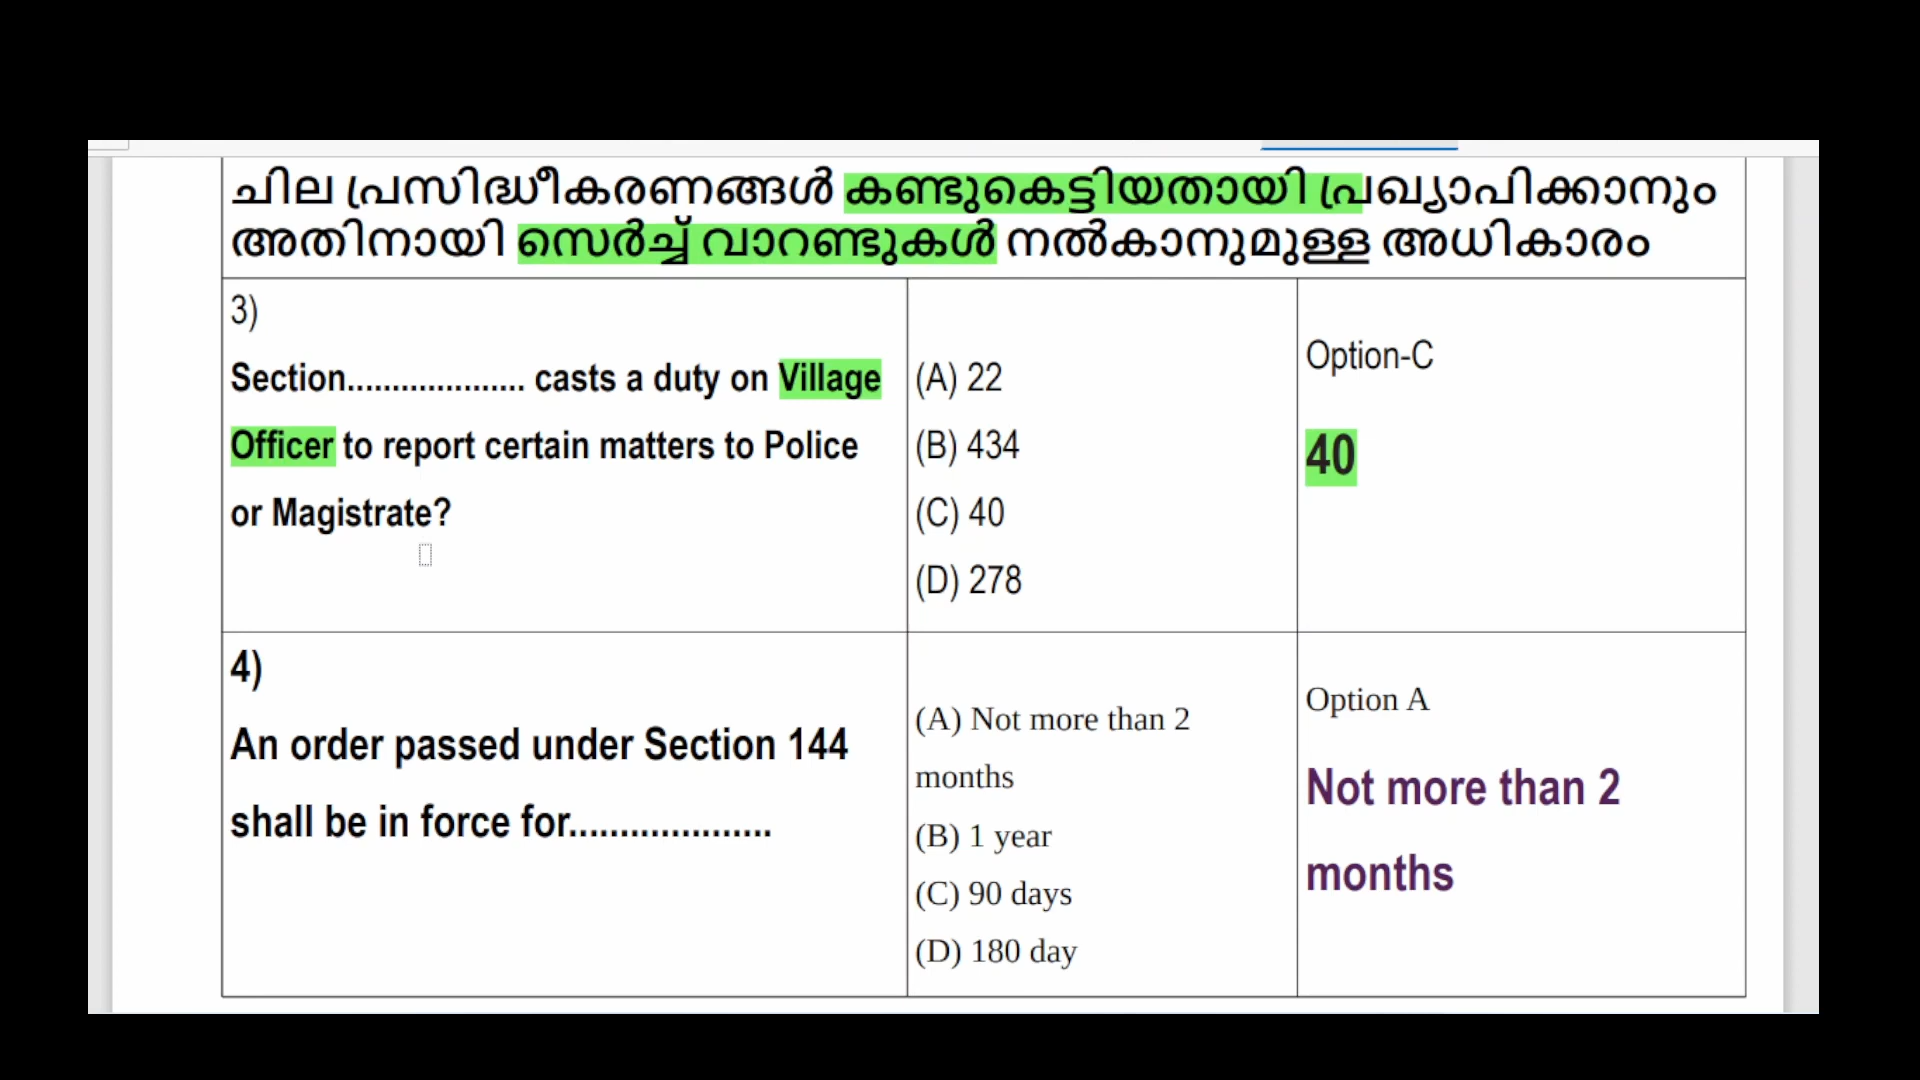 ചില പ്രസിദ്ധീകരണങ്ങൾ കണ്ടുകെട്ടിയതായി പ്രഖ്യാപിക്കാനും
അതിനായി സെർച്ച് വാറണ്ടുകൾ നൽകാനുമുള്ള അധികാരം
3)
Section................... casts a duty on Village
Officer to report certain matters to Police
or Magistrate?
(A) 22
(B) 434
(C) 40
(D) 278
Option-C
40
4)
An order passed under Section 144
shall be in force for....................
(A) Not more than 2
months
(B) 1 year
(C) 90 days
(D) 180 day
Option A
Not more than 2
months